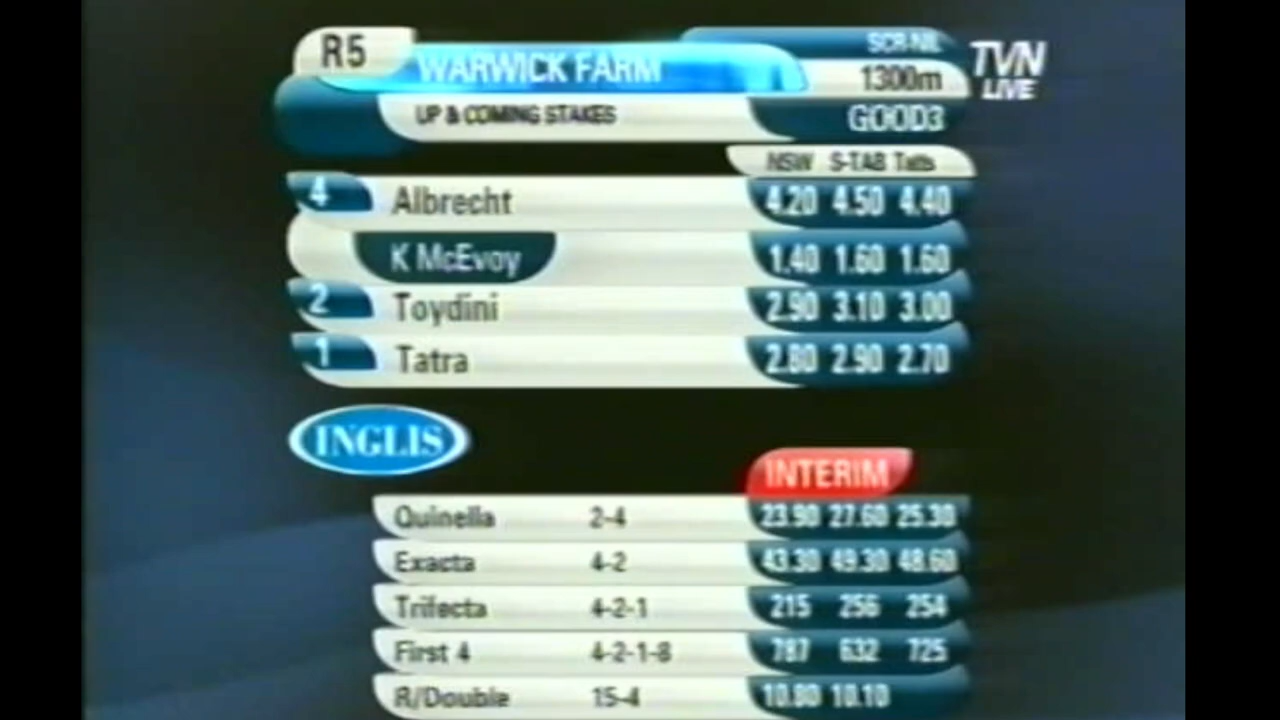 R5
WARWICK FARM
SCR-NIL
TVN
LIVE
1300m
UP & COMING STAKES
GOOD3
NSW S-TAB Tatts
4 Albrecht 4.20 4.50 4.40
K McEvoy 1.40 1.60 1.60
2 Toydini 2.90 3.10 3.00
1 Tatra 2.80 2.90 2.70
INGLIS
INTERIM
Quinella 2-4 23.90 27.60 25.30
Exacta 4-2 43.30 49.30 48.60
Trifecta 4-2-1 215 256 254
First 4 4-2-1-8 787 632 725
R/Double 15-4 10.80 10.10